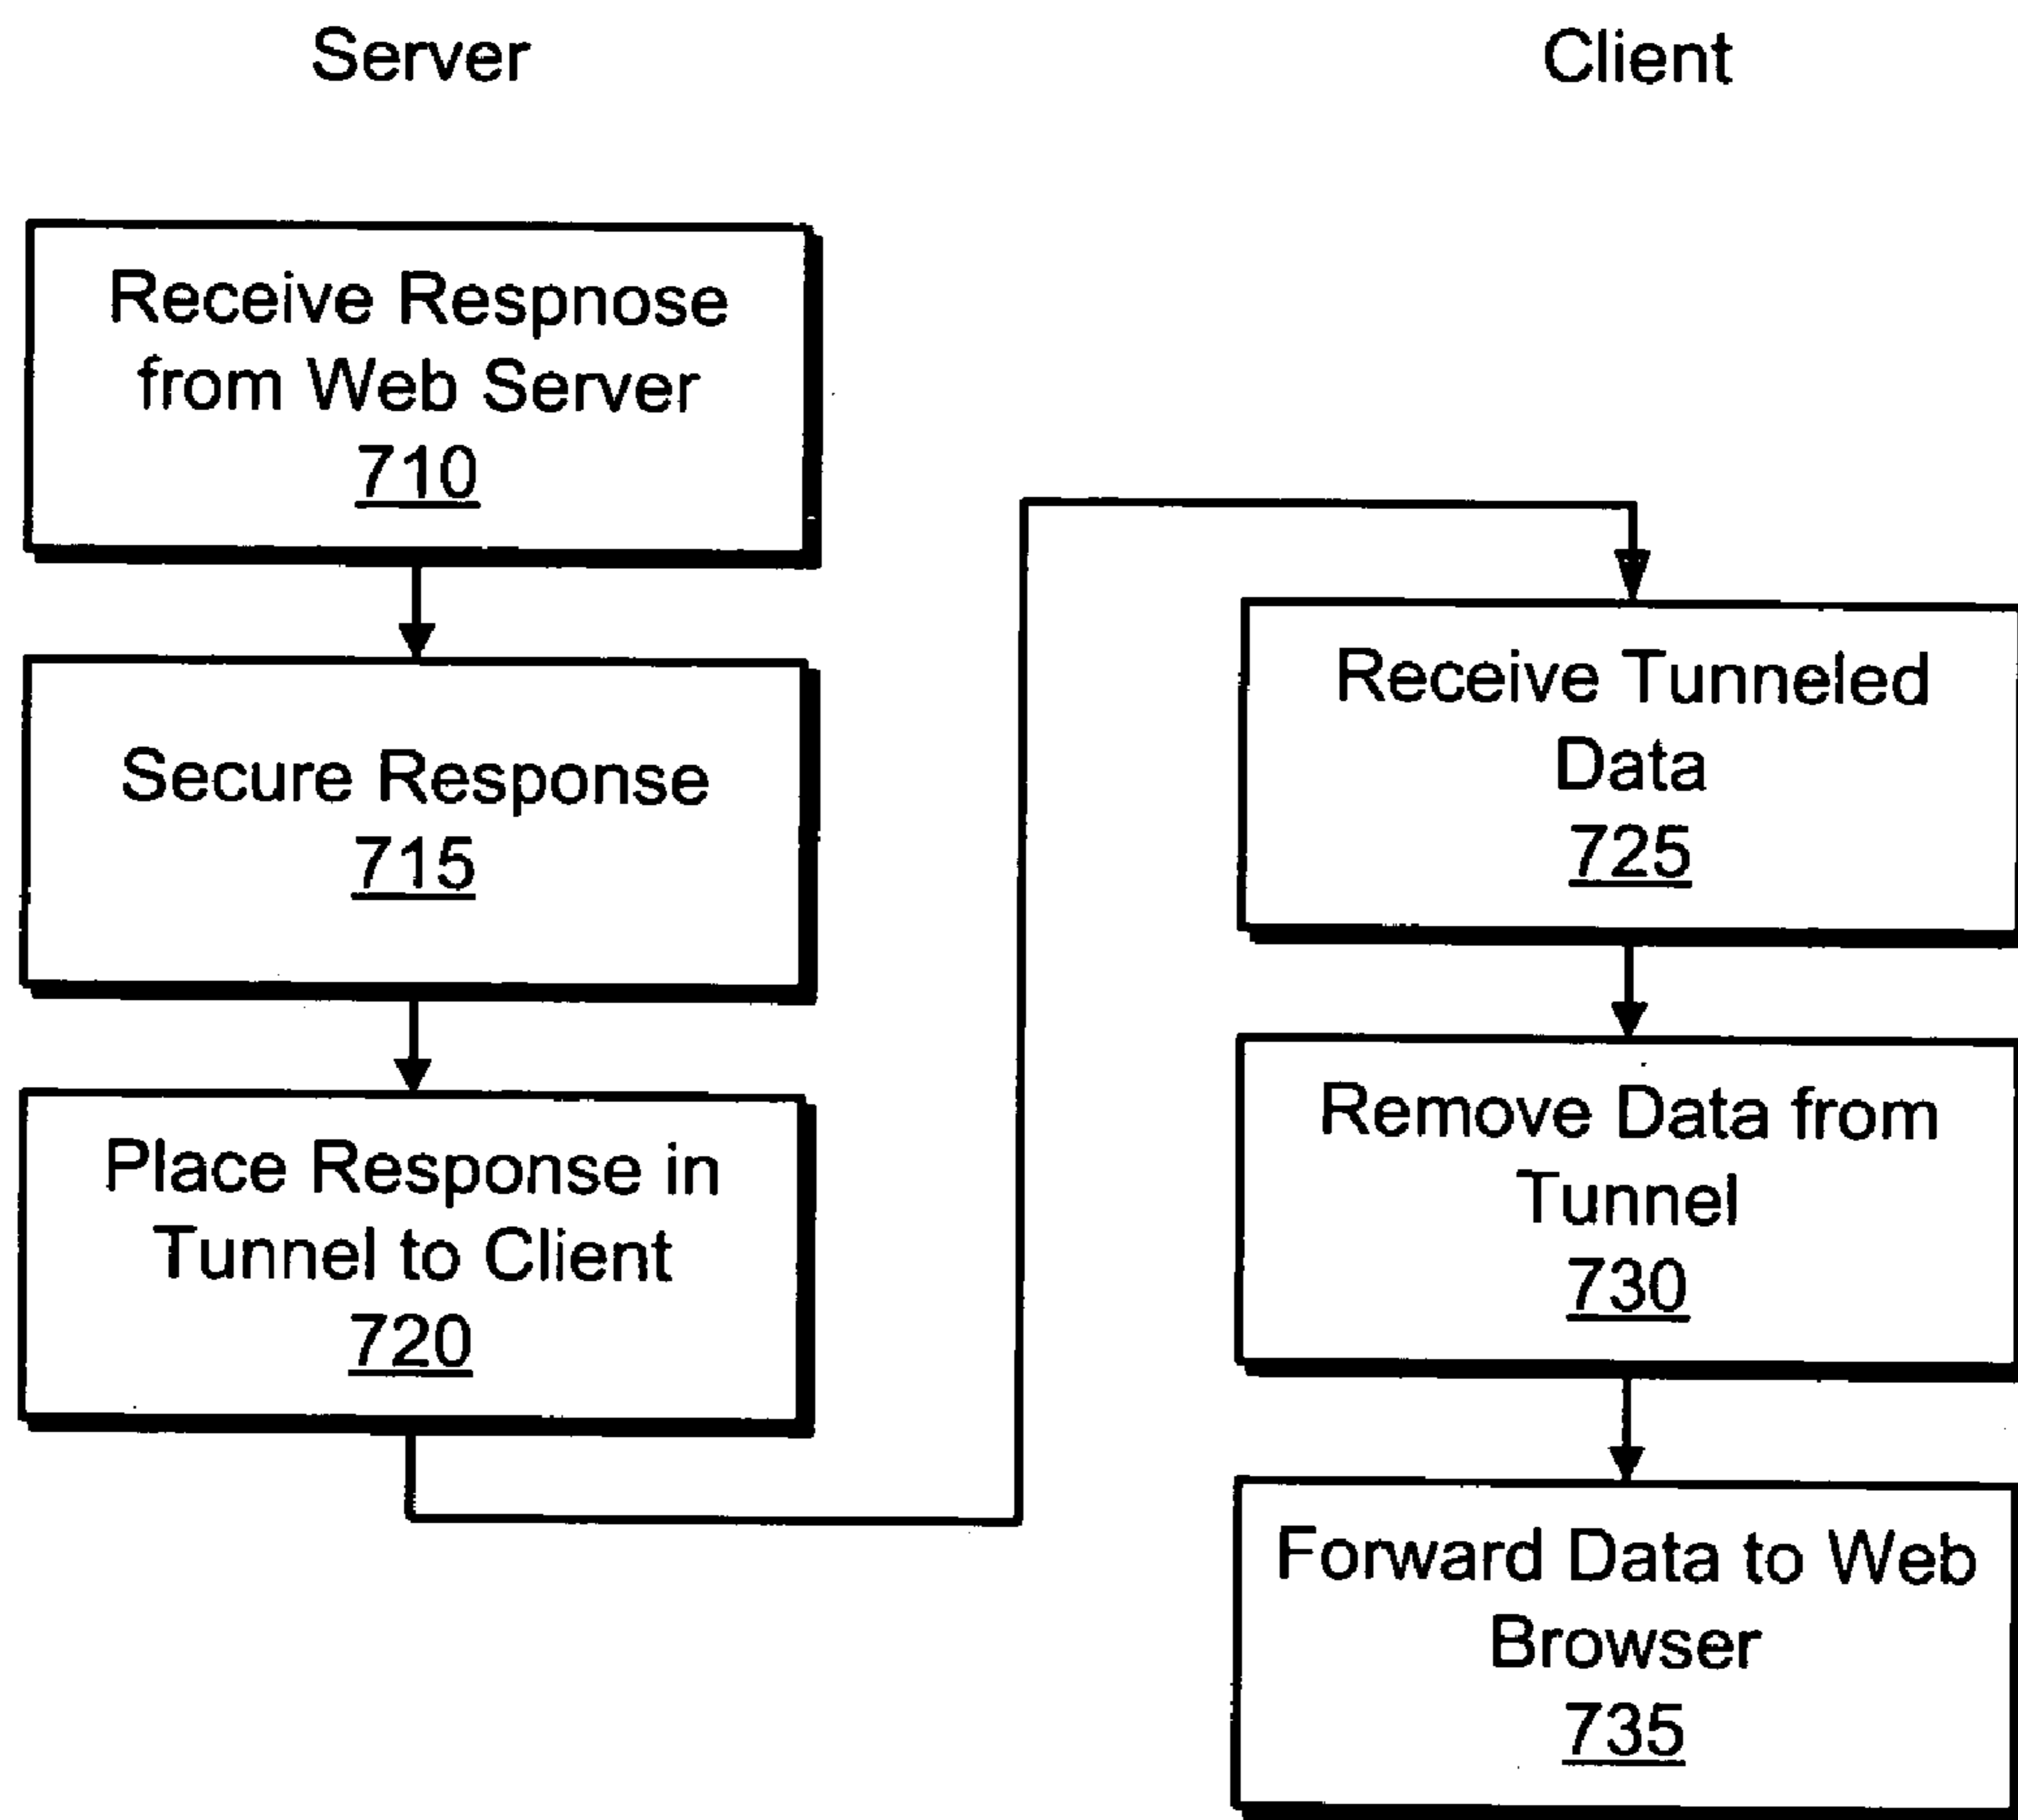 Server
Client
Receive Respnose
from Web Server
710
Secure Response
715
Place Response in
Tunnel to Client
720
Receive Tunneled
Data
725
Remove Data from
Tunnel
730
Forward Data to Web
Browser
735